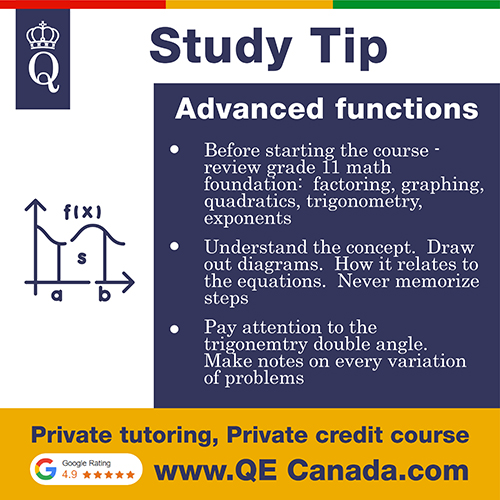 Q
Study Tip
Advanced functions
• Before starting the course -
review grade 11 math
foundation: factoring, graphing,
quadratics, trigonometry,
exponents
f(x)
s
a b
• Understand the concept. Draw
out diagrams. How it relates to
the equations. Never memorize
steps
• Pay attention to the
trigonemtry double angle.
Make notes on every variation
of problems
Private tutoring, Private credit course
G Google Rating
4.9 ★★★★★
www.QE Canada.com